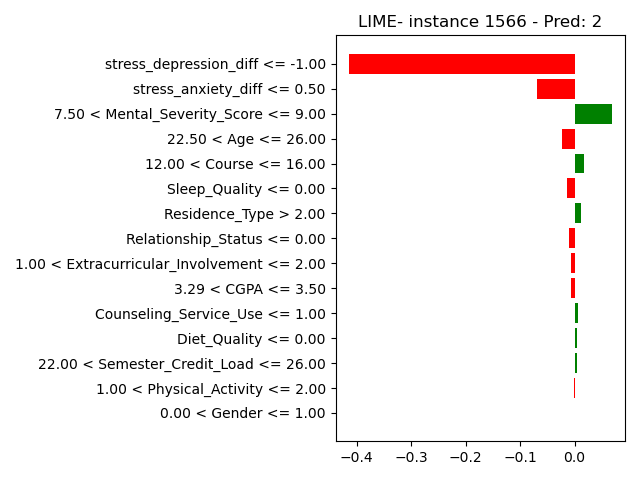 LIME- instance 1566 - Pred: 2
stress_depression_diff <= -1.00
stress_anxiety_diff <= 0.50
7.50 < Mental_Severity_Score <= 9.00
22.50 < Age <= 26.00
12.00 < Course <= 16.00
Sleep_Quality <= 0.00
Residence_Type > 2.00
Relationship_Status <= 0.00
1.00 < Extracurricular_Involvement <= 2.00
3.29 < CGPA <= 3.50
Counseling_Service_Use <= 1.00
Diet_Quality <= 0.00
22.00 < Semester_Credit_Load <= 26.00
1.00 < Physical_Activity <= 2.00
0.00 < Gender <= 1.00
−0.4 −0.3 −0.2 −0.1 0.0